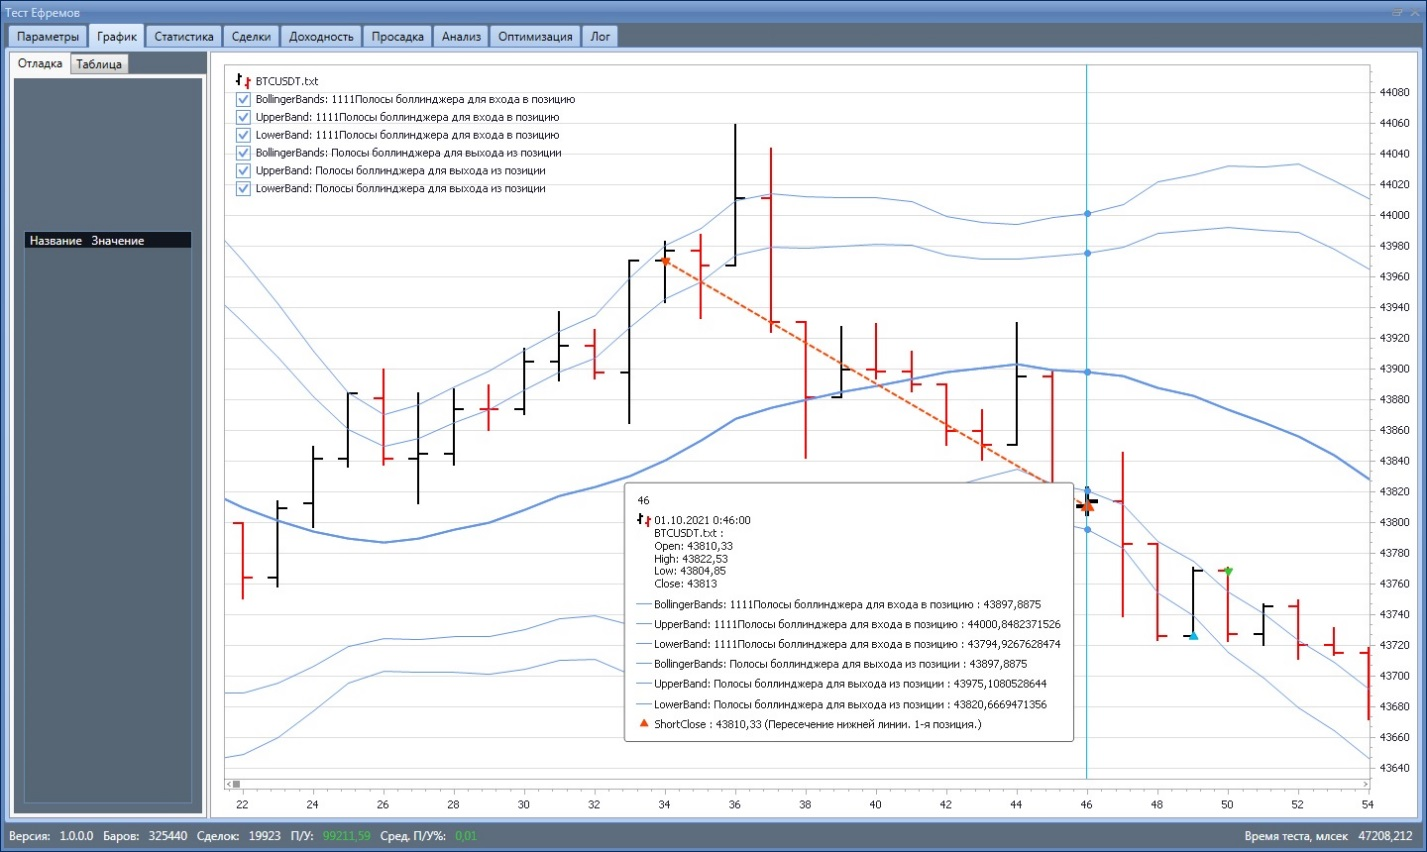 Тест Ефремов
Параметры График Статистика Сделки Доходность Просадка Анализ Оптимизация Лог
Отладка Таблица
Название Значение
BTCUSDT.txt
BollingerBands: 1111Полосы боллинджера для входа в позицию
UpperBand: 1111Полосы боллинджера для входа в позицию
LowerBand: 1111Полосы боллинджера для входа в позицию
BollingerBands: Полосы боллинджера для выхода из позиции
UpperBand: Полосы боллинджера для выхода из позиции
LowerBand: Полосы боллинджера для выхода из позиции
44080
44060
44040
44020
44000
43980
43960
43940
43920
43900
43880
43860
43840
43820
43800
43780
43760
43740
43720
43700
43680
43660
43640
46
01.10.2021 0:46:00
BTCUSDT.txt :
Open: 43810,33
High: 43822,53
Low: 43804,85
Close: 43813
BollingerBands: 1111Полосы боллинджера для входа в позицию : 43897,8875
UpperBand: 1111Полосы боллинджера для входа в позицию : 44000,8482371526
LowerBand: 1111Полосы боллинджера для входа в позицию : 43794,9267628474
BollingerBands: Полосы боллинджера для выхода из позиции : 43897,8875
UpperBand: Полосы боллинджера для выхода из позиции : 43975,1080528644
LowerBand: Полосы боллинджера для выхода из позиции : 43820,6669471356
ShortClose : 43810,33 (Пересечение нижней линии. 1-я позиция.)
22 24 26 28 30 32 34 36 38 40 42 44 46 48 50 52 54
Версия: 1.0.0.0 Баров: 325440 Сделок: 19923 П/У: 99211,59 Сред. П/У%: 0,01 Время теста, млсек 47208,212